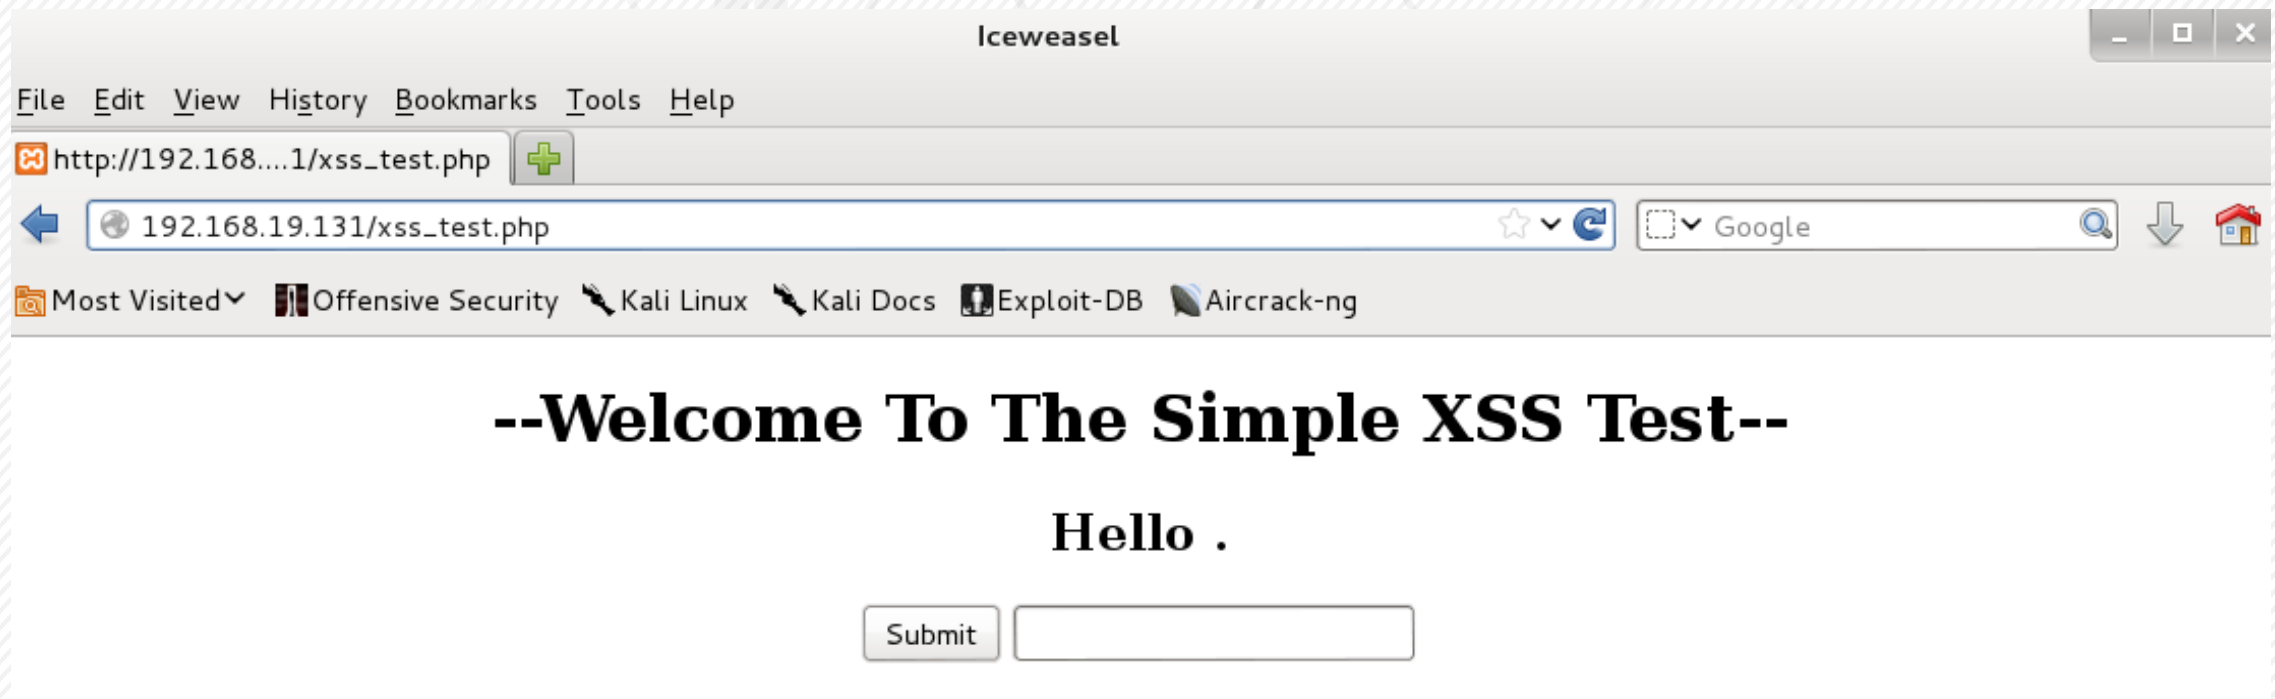 Iceweasel
File Edit View History Bookmarks Tools Help
http://192.168....1/xss_test.php
192.168.19.131/xss_test.php Google
Most Visited Offensive Security Kali Linux Kali Docs Exploit-DB Aircrack-ng
--Welcome To The Simple XSS Test--
Hello .
Submit